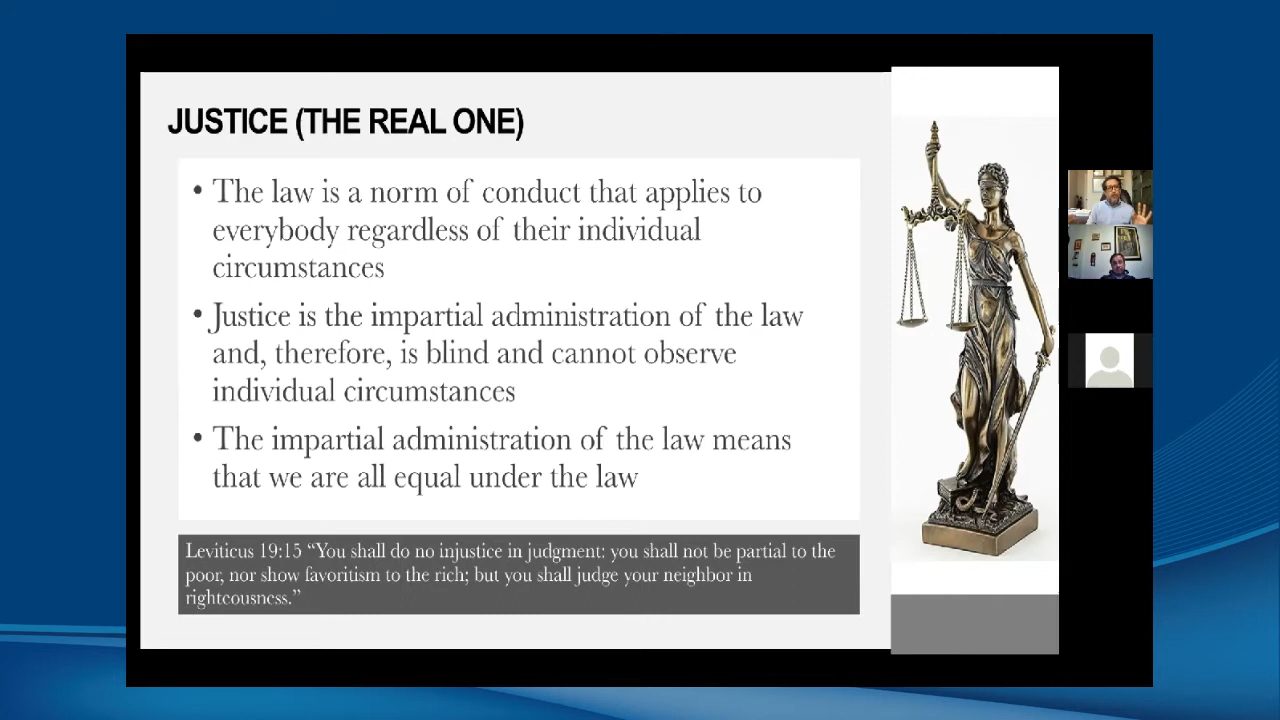 JUSTICE (THE REAL ONE)
• The law is a norm of conduct that applies to
everybody regardless of their individual
circumstances
• Justice is the impartial administration of the law
and, therefore, is blind and cannot observe
individual circumstances
• The impartial administration of the law means
that we are all equal under the law
Leviticus 19:15 “You shall do no injustice in judgment: you shall not be partial to the
poor, nor show favoritism to the rich; but you shall judge your neighbor in
righteousness.”